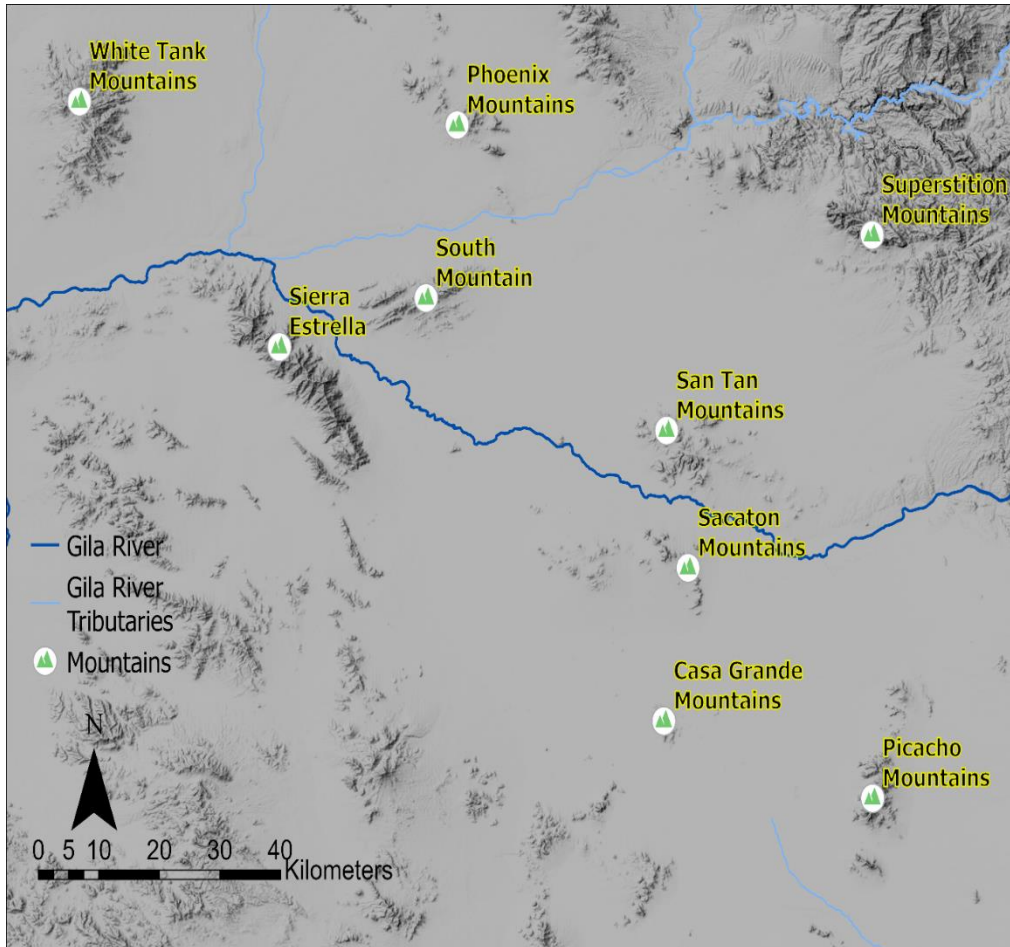 White Tank
Mountains
Phoenix
Mountains
Superstition
Mountains
South
Mountain
Sierra
Estrella
San Tan
Mountains
Sacaton
Mountains
Gila River
Gila River
Tributaries
Mountains
Casa Grande
Mountains
Picacho
Mountains
N
0 5 10 20 30 40
Kilometers